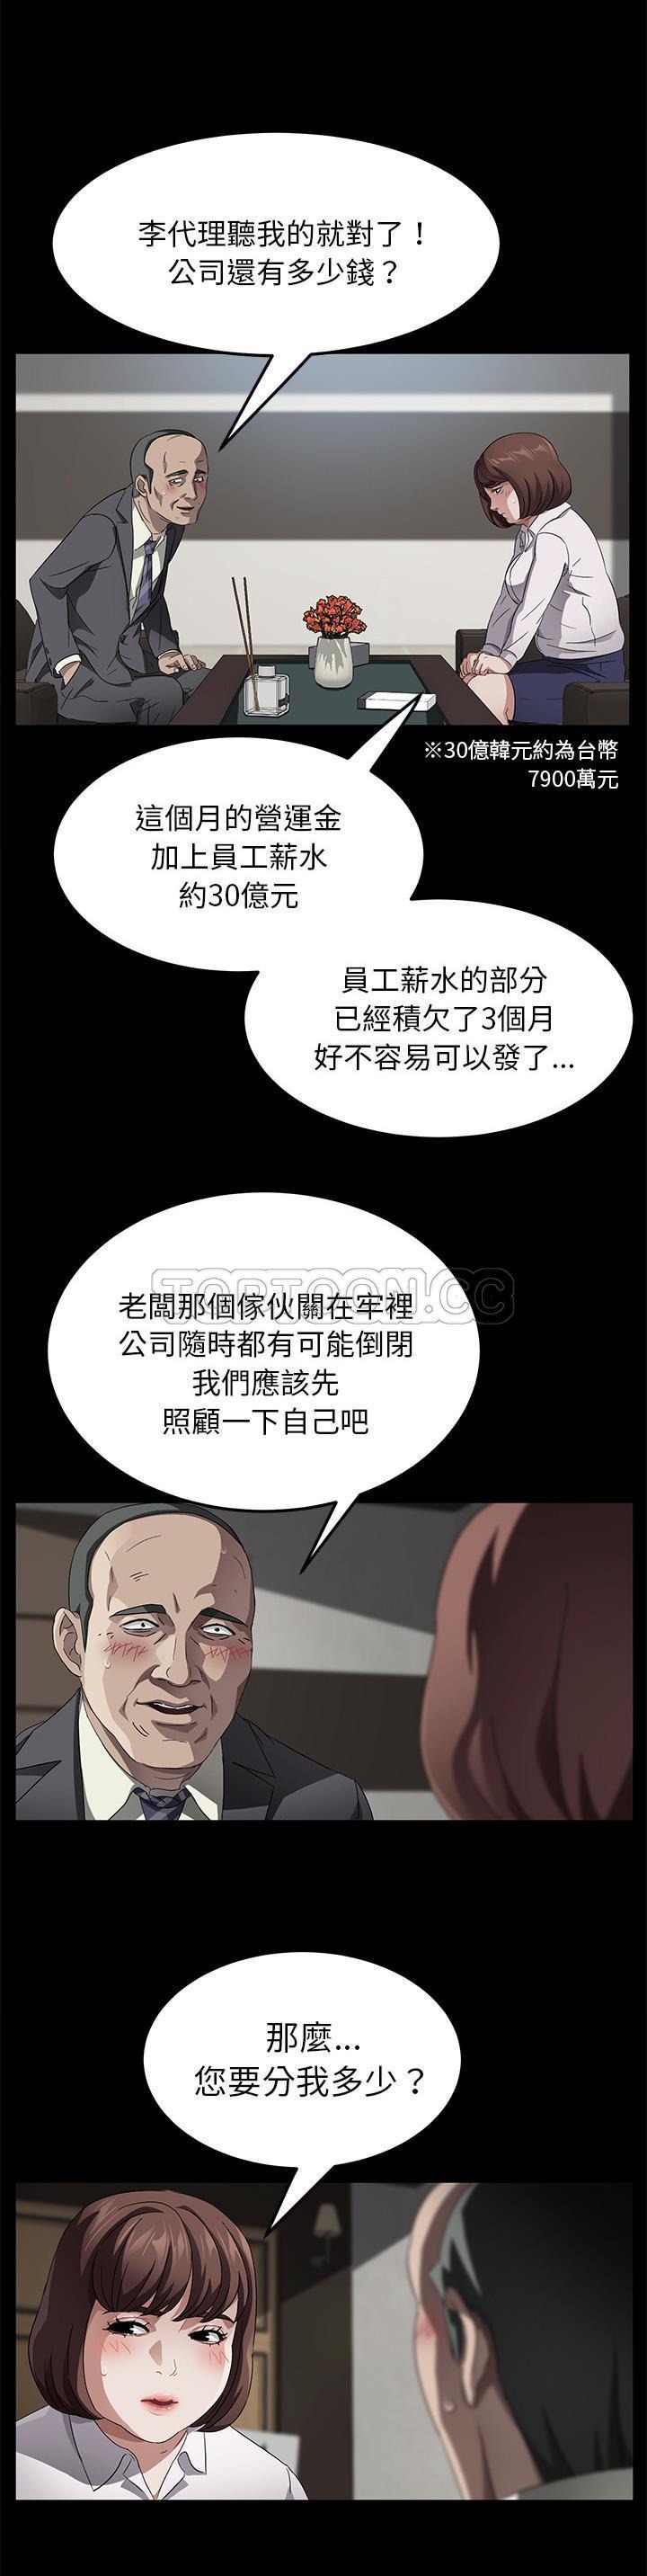 李代理聽我的就對了！
公司還有多少錢？
※30億韓元約為台幣
7900萬元
這個月的營運金
加上員工薪水
約30億元
員工薪水的部分
已經積欠了3個月
好不容易可以發了...
TOPTOON.CC
老闆那個傢伙關在牢裡
公司隨時都有可能倒閉
我們應該先
照顧一下自己吧
那麼...
您要分我多少？